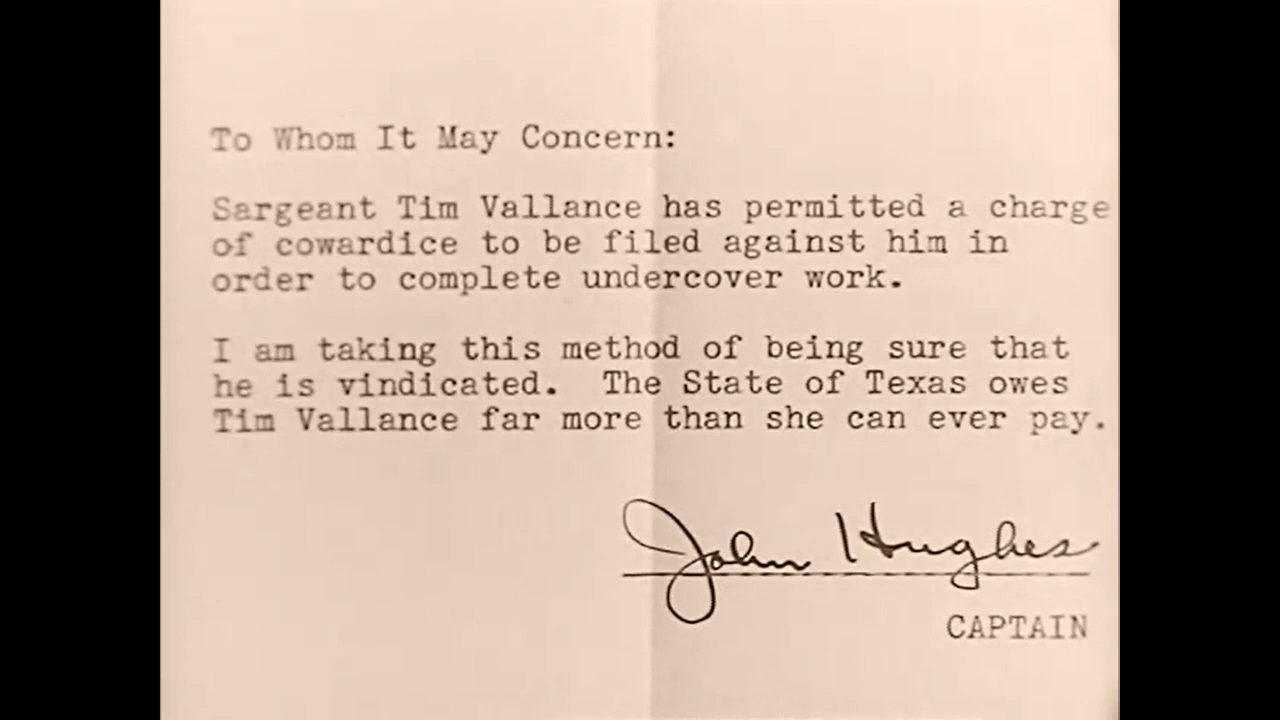 To Whom It May Concern:
Sargeant Tim Vallance has permitted a charge
of cowardice to be filed against him in
order to complete undercover work.
I am taking this method of being sure that
he is vindicated. The State of Texas owes
Tim Vallance far more than she can ever pay.
John Hughes
CAPTAIN